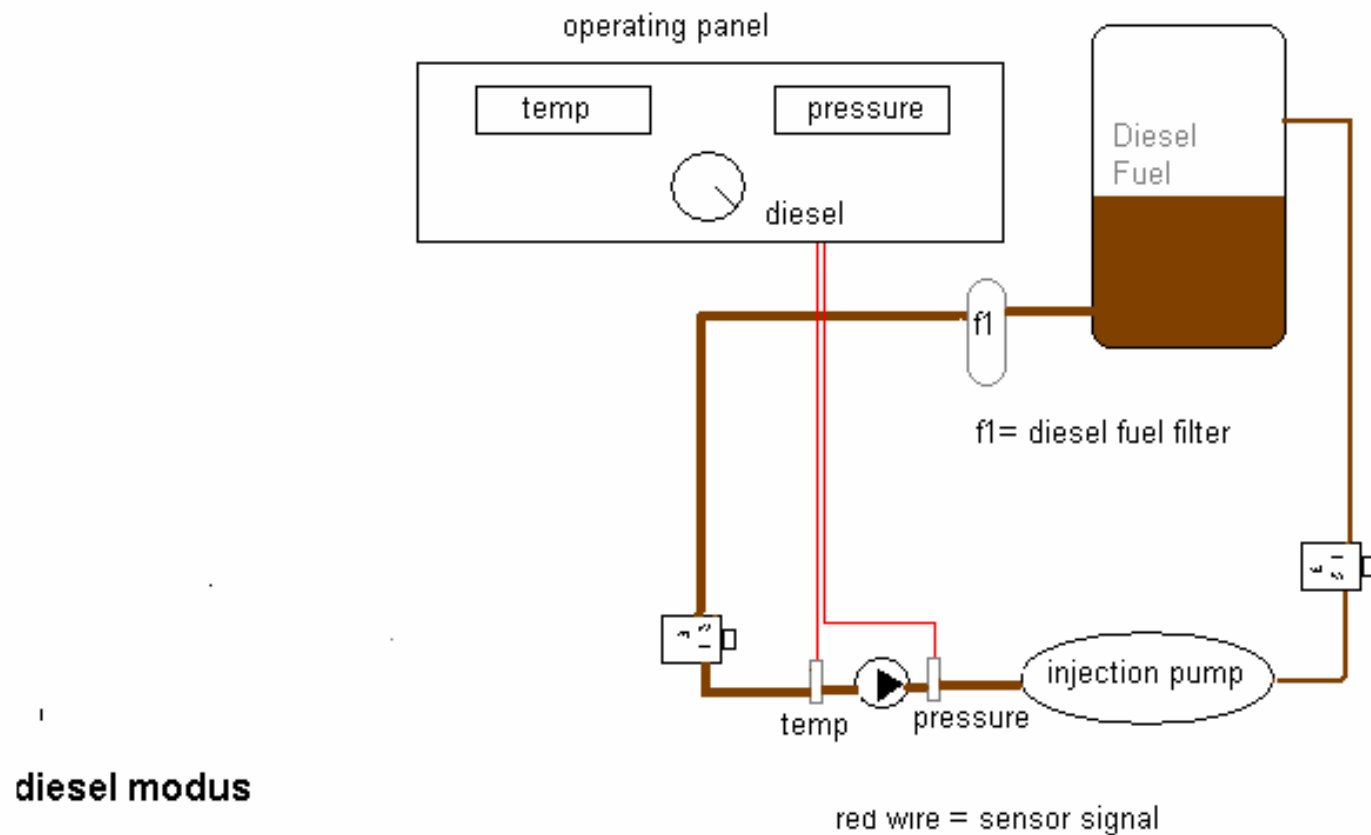 operating panel
temp
pressure
Diesel
Fuel
diesel
f1
f1= diesel fuel filter
injection pump
temp
pressure
diesel modus
red wire = sensor signal